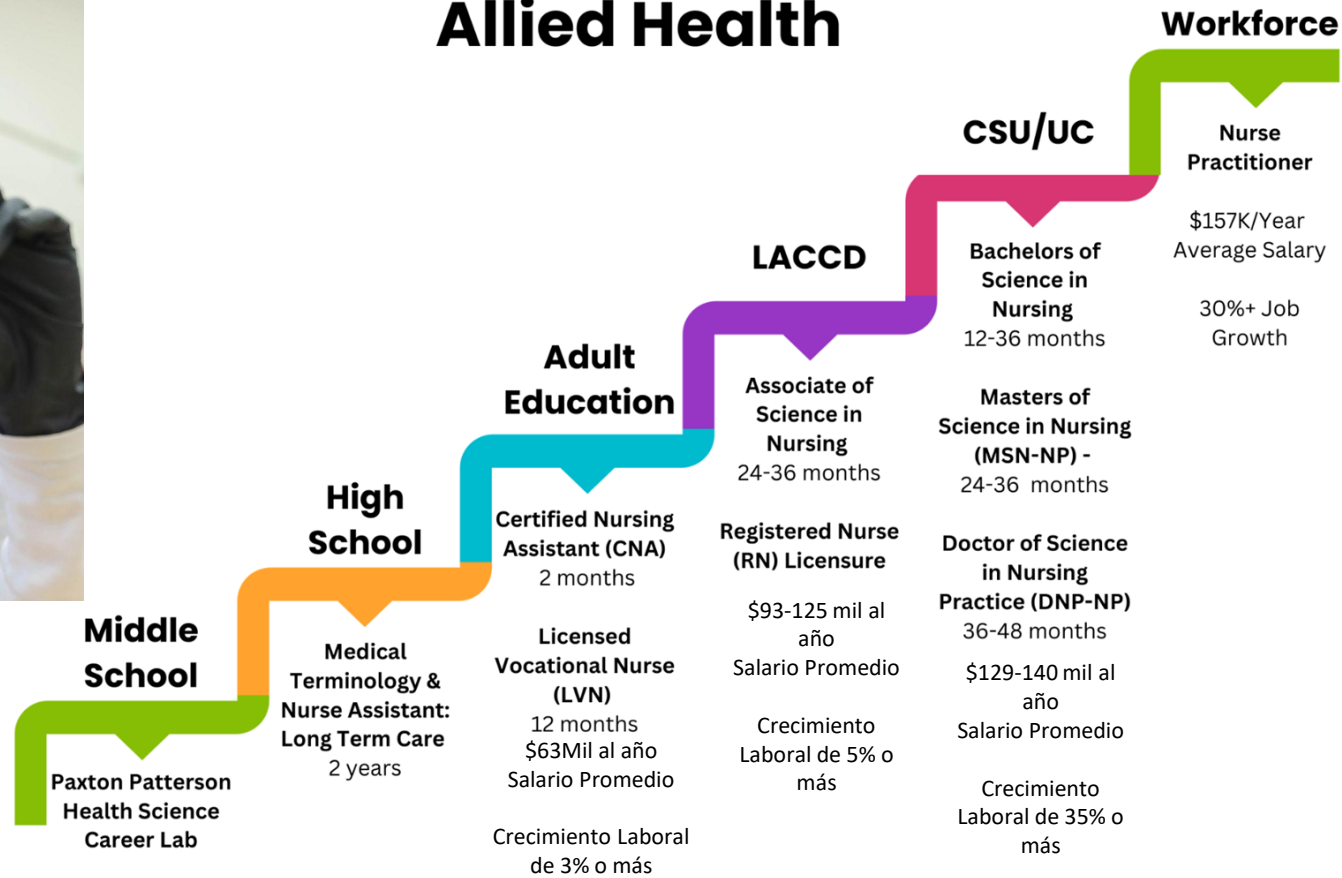 Allied Health
Middle
School
Paxton Patterson
Health Science
Career Lab
High
School
Medical
Terminology &
Nurse Assistant:
Long Term Care
2 years
Adult
Education
Certified Nursing
Assistant (CNA)
2 months
Licensed
Vocational Nurse
(LVN)
12 months
$63Mil al año
Salario Promedio
Crecimiento Laboral
de 3% o más
LACCD
Associate of
Science in
Nursing
24-36 months
Registered Nurse
(RN) Licensure
$93-125 mil al
año
Salario Promedio
Crecimiento
Laboral de 5% o
más
CSU/UC
Bachelors of
Science in
Nursing
12-36 months
Masters of
Science in Nursing
(MSN-NP) -
24-36 months
Doctor of Science
in Nursing
Practice (DNP-NP)
36-48 months
$129-140 mil al
año
Salario Promedio
Crecimiento
Laboral de 35% o
más
Workforce
Nurse
Practitioner
$157K/Year
Average Salary
30%+ Job
Growth